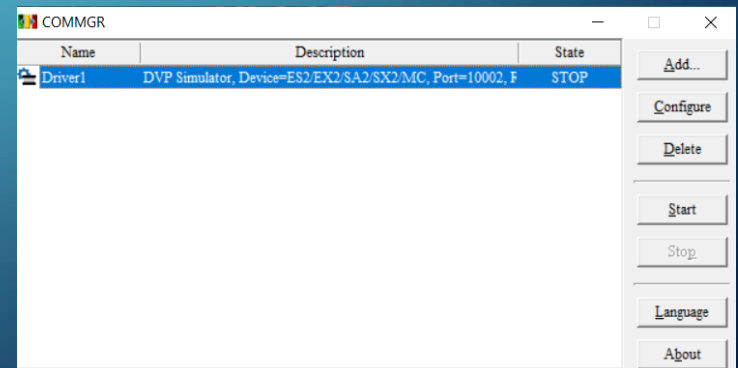 COMMGR
Name Description State
Driver1 DVP Simulator, Device=ES2/EX2/SA2/SX2/MC, Port=10002, STOP
Add...
Configure
Delete
Start
Stop
Language
About